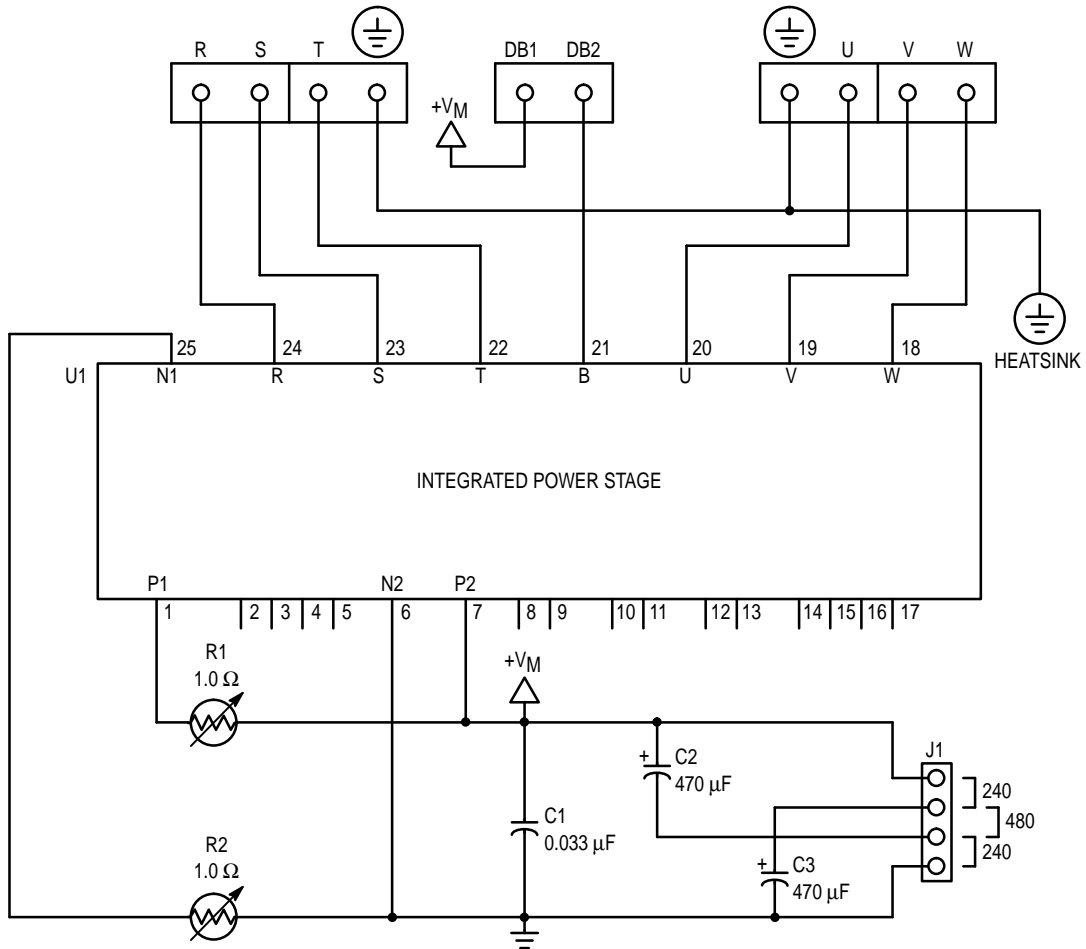 R S T DB1 DB2 U V W
+VM
25 24 23 22 21 20 19 18
HEATSINK
U1 N1 R S T B U V W
INTEGRATED POWER STAGE
P1 N2 P2
1 2 3 4 5 6 7 8 9 10 11 12 13 14 15 16 17
R1
1.0 Ω
+VM
J1
+ C2
470 μF
240
480
240
C1
0.033 μF
R2
1.0 Ω
+ C3
470 μF